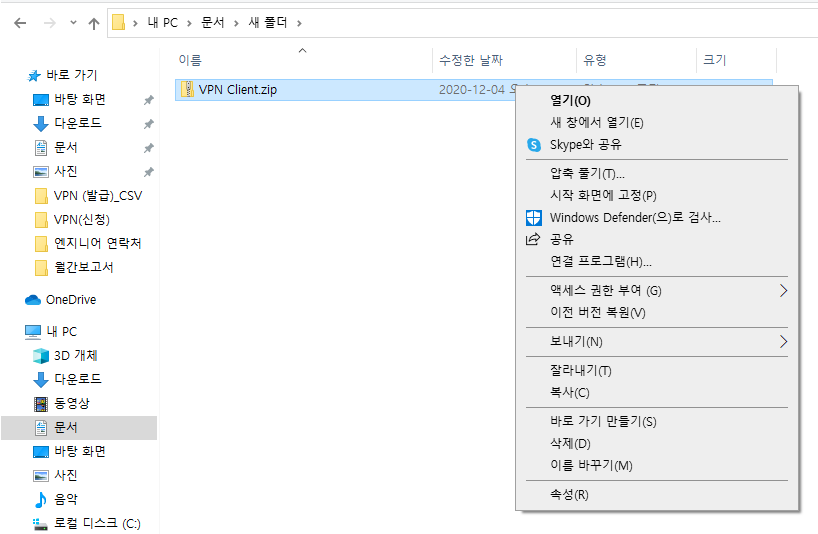 내 PC > 문서 > 새 폴더 >
이름 수정한 날짜 유형 크기
VPN Client.zip 2020-12-04
바로 가기
바탕 화면
다운로드
문서
사진
VPN (발급)_CSV
VPN(신청)
엔지니어 연락처
월간보고서
OneDrive
내 PC
3D 개체
다운로드
동영상
문서
바탕 화면
사진
음악
로컬 디스크 (C:)
열기(O)
새 창에서 열기(E)
Skype와 공유
압축 풀기(T)...
시작 화면에 고정(P)
Windows Defender(으)로 검사...
공유
연결 프로그램(H)...
액세스 권한 부여 (G)
이전 버전 복원(V)
보내기(N)
잘라내기(T)
복사(C)
바로 가기 만들기(S)
삭제(D)
이름 바꾸기(M)
속성(R)